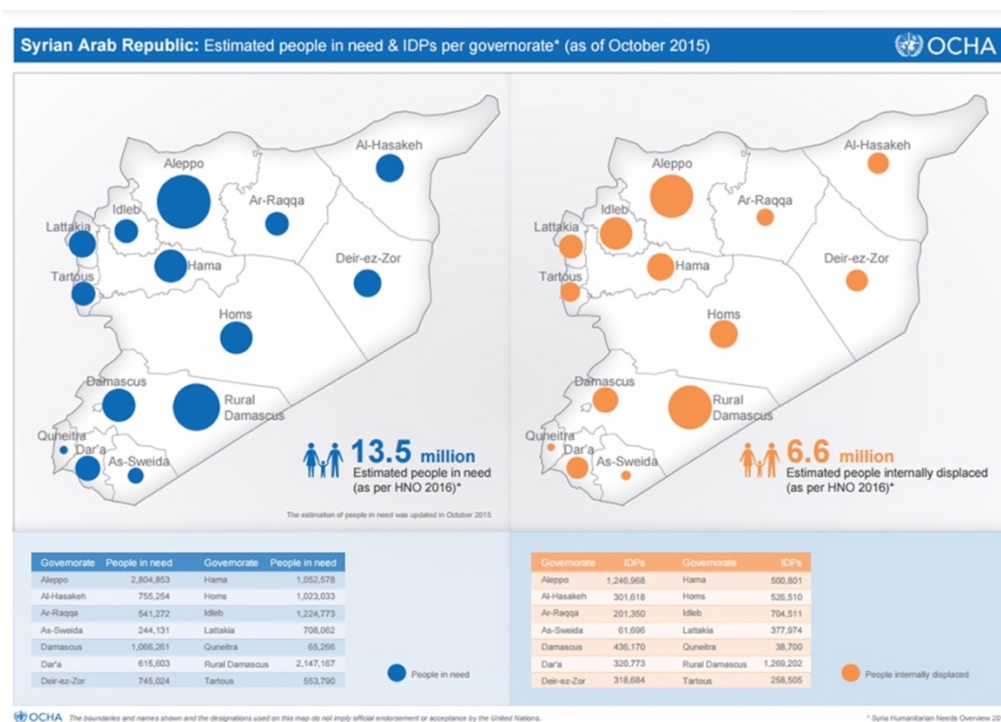 Syrian Arab Republic: Estimated people in need & IDPs per governorate* (as of October 2015)
OCHA
Al-Hasakeh
Aleppo
Ar-Raqqa
Idleb
Lattakia
Deir-ez-Zor
Hama
Tartous
Homs
Damascus
Rural
Damascus
Quneitra
Dar'a
As-Sweida
13.5 million
Estimated people in need
(as per HNO 2016)*
The estimation of people in need was updated in October 2015
Al-Hasakeh
Aleppo
Ar-Raqqa
Idleb
Lattakia
Deir-ez-Zor
Hama
Tartous
Homs
Damascus
Rural
Damascus
Quneitra
Dar'a
As-Sweida
6.6 million
Estimated people internally displaced
(as per HNO 2016)*
Governorate People in need Governorate People in need
Aleppo 2,804,853 Hama 1,052,578
Al-Hasakeh 755,254 Homs 1,023,033
Ar-Raqqa 541,272 Idleb 1,224,773
As-Sweida 244,131 Lattakia 708,062
Damascus 1,066,261 Quneitra 65,266
Dar'a 615,603 Rural Damascus 2,147,167
Deir-ez-Zor 745,024 Tartous 553,790
People in need
Governorate IDPs Governorate IDPs
Aleppo 1,246,968 Hama 500,801
Al-Hasakeh 301,618 Homs 526,510
Ar-Raqqa 201,350 Idleb 704,511
As-Sweida 61,696 Lattakia 377,974
Damascus 436,170 Quneitra 38,700
Dar'a 320,773 Rural Damascus 1,269,202
Deir-ez-Zor 318,684 Tartous 258,505
People internally displaced
OCHA The boundaries and names shown and the designations used on this map do not imply official endorsement or acceptance by the United Nations.
* Syria Humanitarian Needs Overview 20